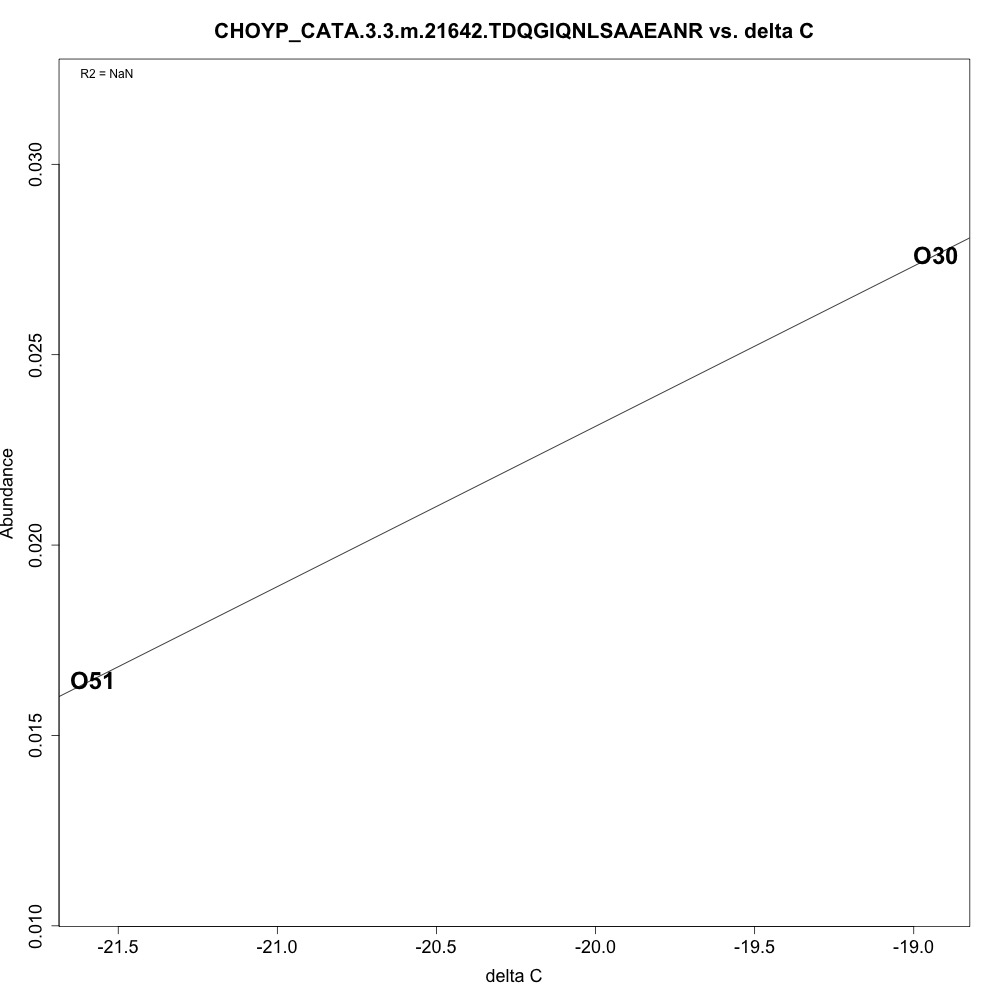 CHOYP_CATA.3.3.m.21642.TDQGIQNLSAAEANR vs. delta C
R2 = NaN
0.030
0.025
0.020
0.015
0.010
Abundance
O30
O51
-21.5 -21.0 -20.5 -20.0 -19.5 -19.0
delta C